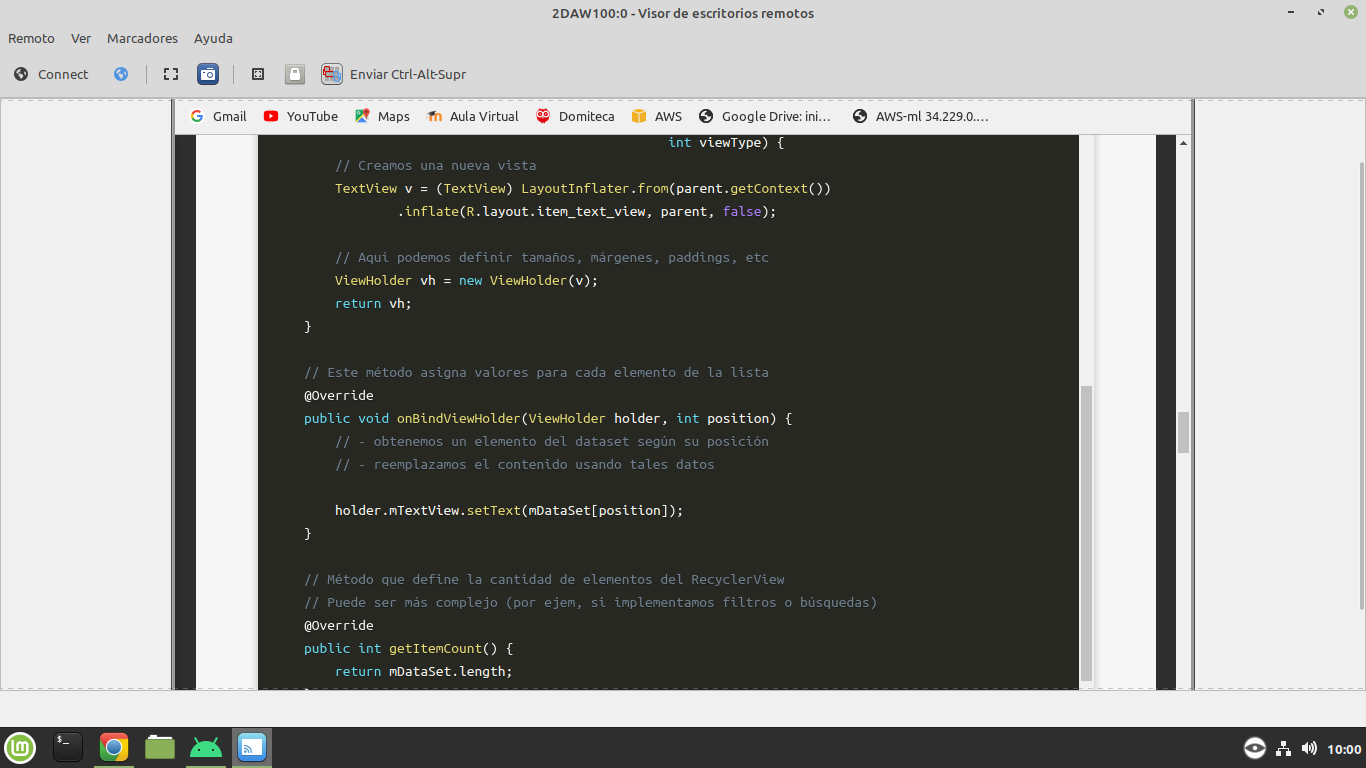 2DAW100:0 - Visor de escritorios remotos
Remoto Ver Marcadores Ayuda
Connect Enviar Ctrl-Alt-Supr
Gmail YouTube Maps Aula Virtual Domiteca AWS Google Drive: ini… AWS-ml 34.229.0.…
int viewType) {
// Creamos una nueva vista
TextView v = (TextView) LayoutInflater.from(parent.getContext())
.inflate(R.layout.item_text_view, parent, false);
// Aquí podemos definir tamaños, márgenes, paddings, etc
ViewHolder vh = new ViewHolder(v);
return vh;
}
// Este método asigna valores para cada elemento de la lista
@Override
public void onBindViewHolder(ViewHolder holder, int position) {
// - obtenemos un elemento del dataset según su posición
// - reemplazamos el contenido usando tales datos
holder.mTextView.setText(mDataSet[position]);
}
// Método que define la cantidad de elementos del RecyclerView
// Puede ser más complejo (por ejem, si implementamos filtros o búsquedas)
@Override
public int getItemCount() {
return mDataSet.length;
10:00